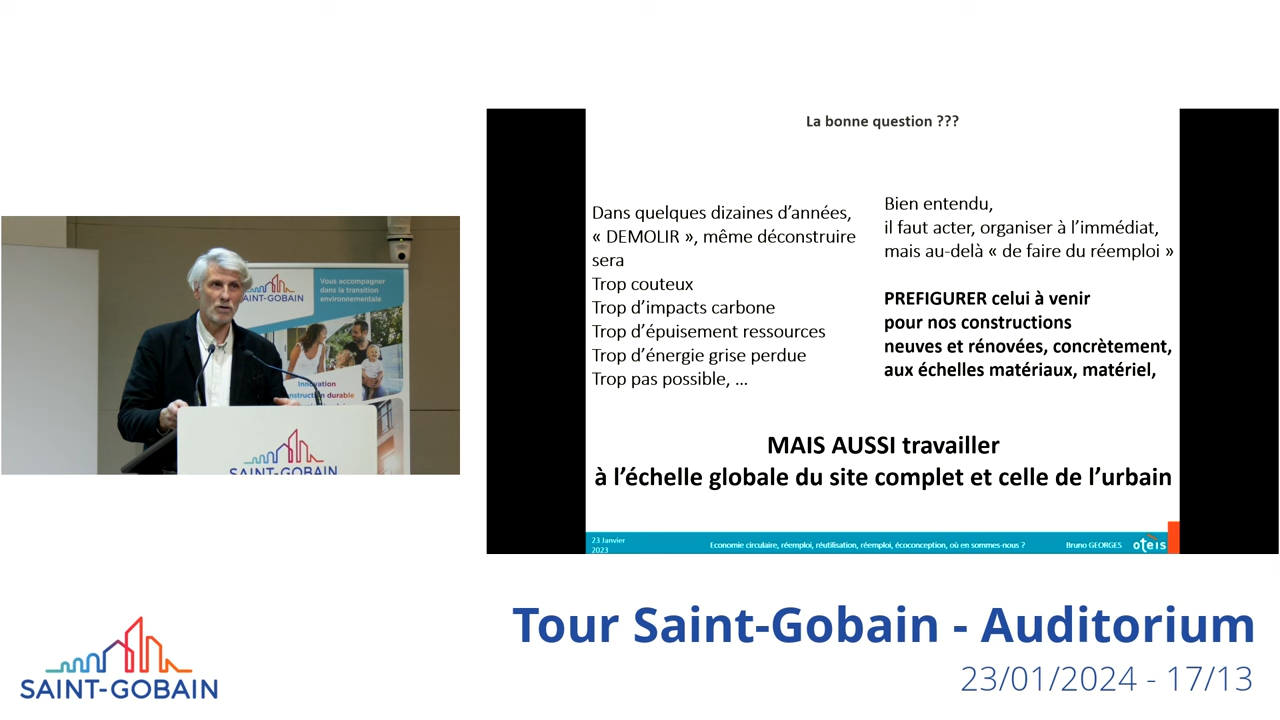 La bonne question ???
Dans quelques dizaines d’années,
« DEMOLIR », même déconstruire
sera
Trop couteux
Trop d’impacts carbone
Trop d’épuisement ressources
Trop d’énergie grise perdue
Trop pas possible, ...
Bien entendu,
il faut acter, organiser à l’immédiat,
mais au-delà « de faire du réemploi »
PREFIGURER celui à venir
pour nos constructions
neuves et rénovées, concrètement,
aux échelles matériaux, matériel,
MAIS AUSSI travailler
à l’échelle globale du site complet et celle de l’urbain
23 Janvier
2023
Economie circulaire, réemploi, réutilisation, réemploi, écoconception, où en sommes-nous ?
Bruno GEORGES
oteis
SAINT-GOBAIN
Vous accompagner
dans la transition
environnementale
Innovation
construction durable
SAINT-GOBAIN
SAINT-GOBAIN
Tour Saint-Gobain - Auditorium
23/01/2024 - 17/13